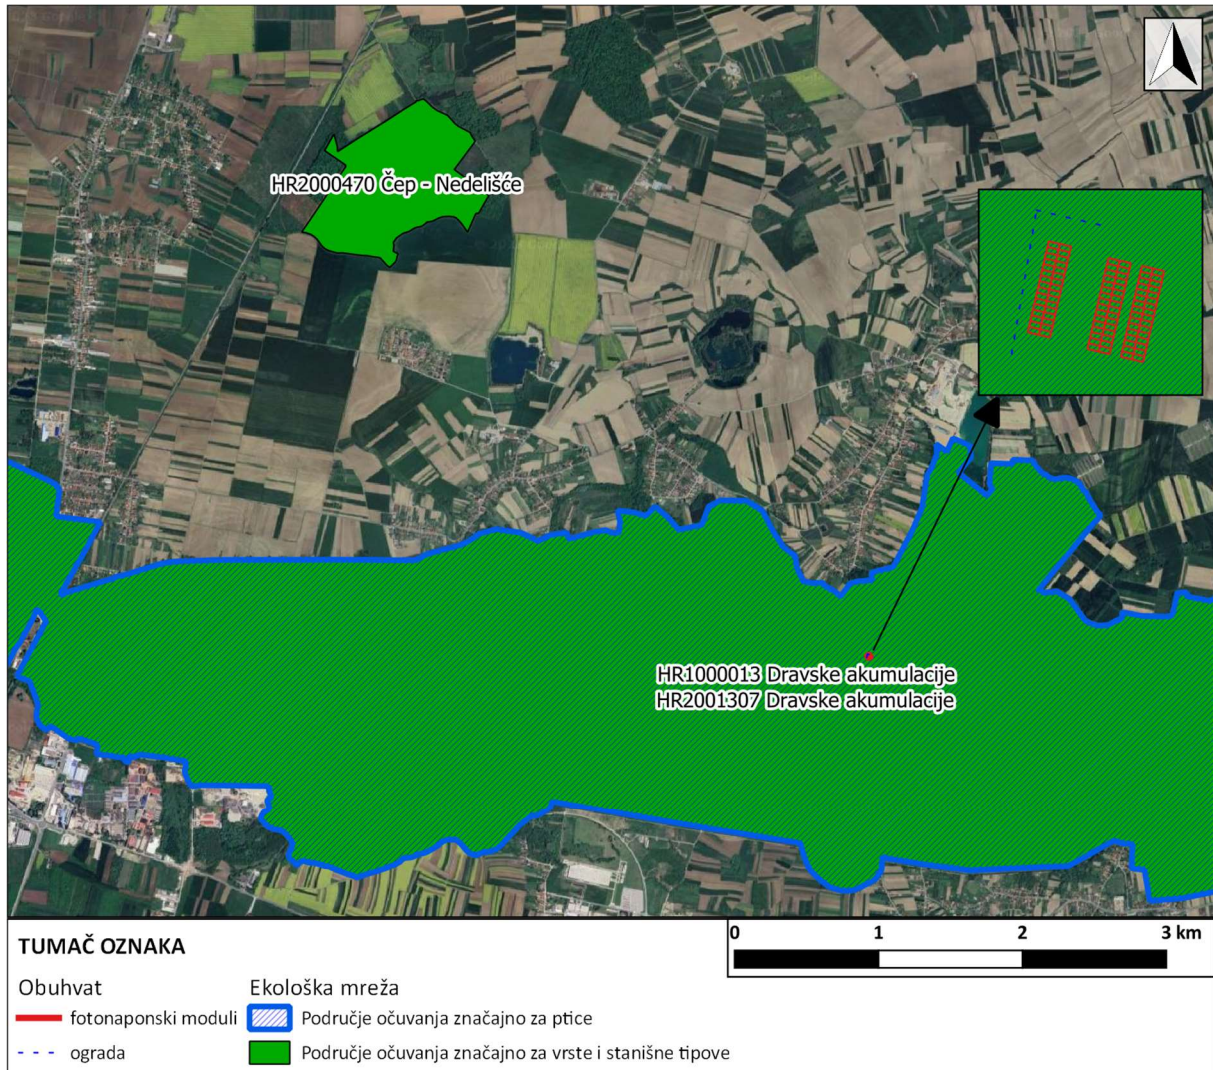 HR2000470 Čep - Nedelišće
HR1000013 Dravske akumulacije
HR2001307 Dravske akumulacije
TUMAČ OZNAKA
0 1 2 3 km
Obuhvat
fotonaponski moduli
ograda
Ekološka mreža
Područje očuvanja značajno za ptice
Područje očuvanja značajno za vrste i stanišne tipove